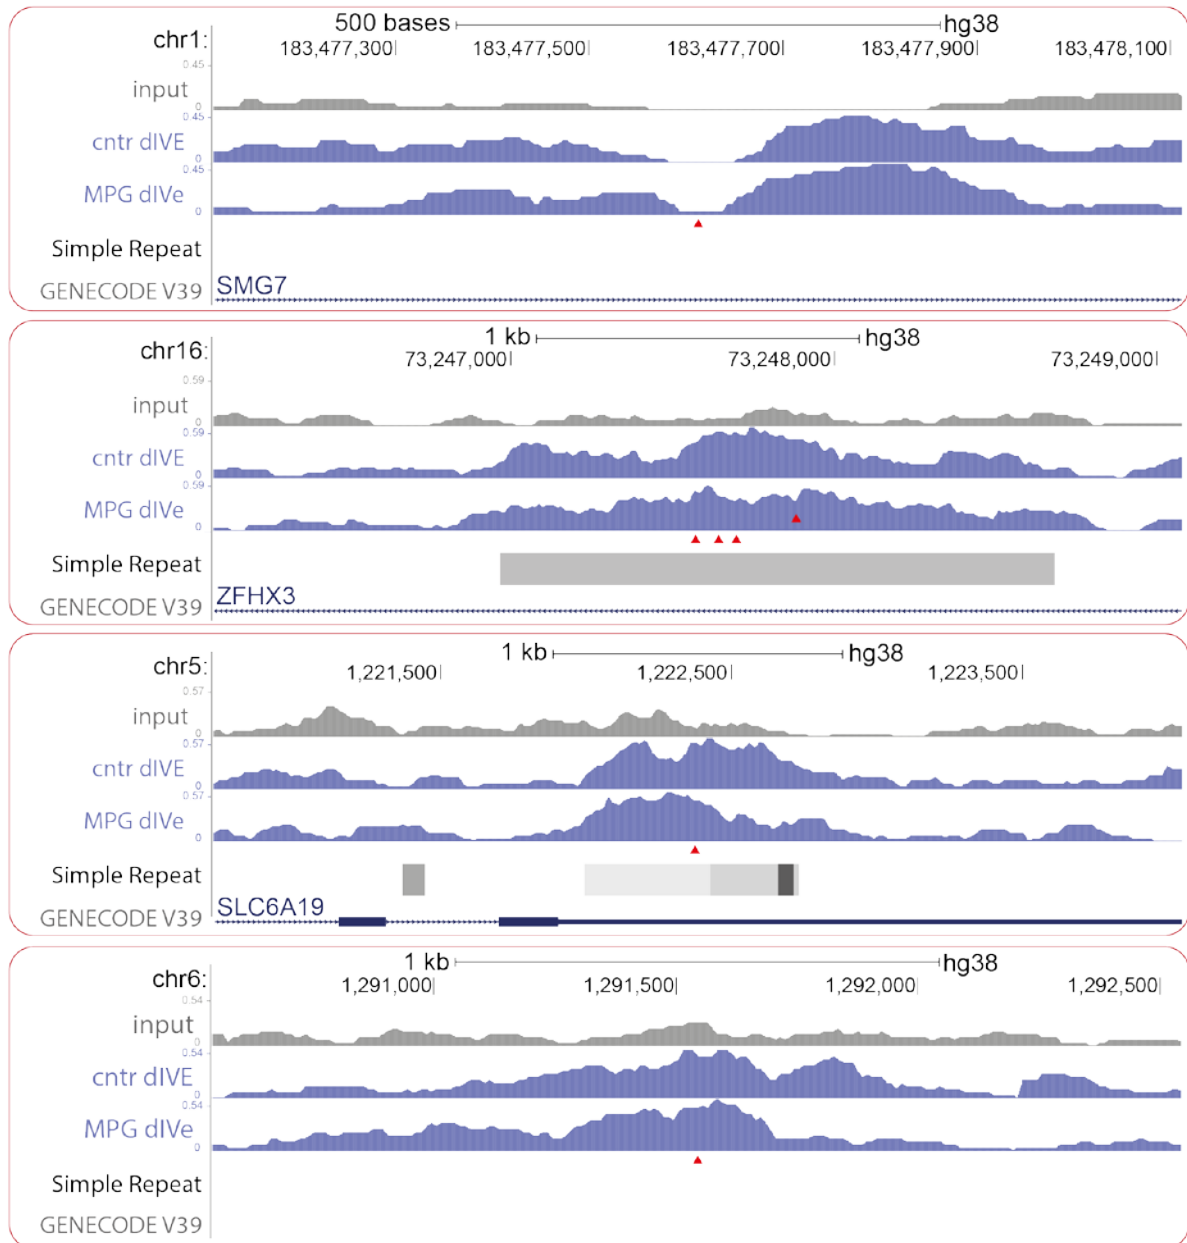 500 bases hg38
chr1: 183,477,300 183,477,500 183,477,700 183,477,900 183,478,100
0.45
input
0
0.45
cntr dIVE
0
0.45
MPG dIVe
0
Simple Repeat
SMG7
GENECODE V39
1 kb hg38
chr16: 73,247,000 73,248,000 73,249,000
0.59
input
0
0.59
cntr dIVE
0
0.59
MPG dIVe
0
Simple Repeat
ZFHX3
GENECODE V39
1 kb hg38
chr5: 1,221,500 1,222,500 1,223,500
0.57
input
0
0.57
cntr dIVE
0
0.57
MPG dIVe
0
Simple Repeat
SLC6A19
GENECODE V39
1 kb hg38
chr6: 1,291,000 1,291,500 1,292,000 1,292,500
0.54
input
0
0.54
cntr dIVE
0
0.54
MPG dIVe
0
Simple Repeat
GENECODE V39